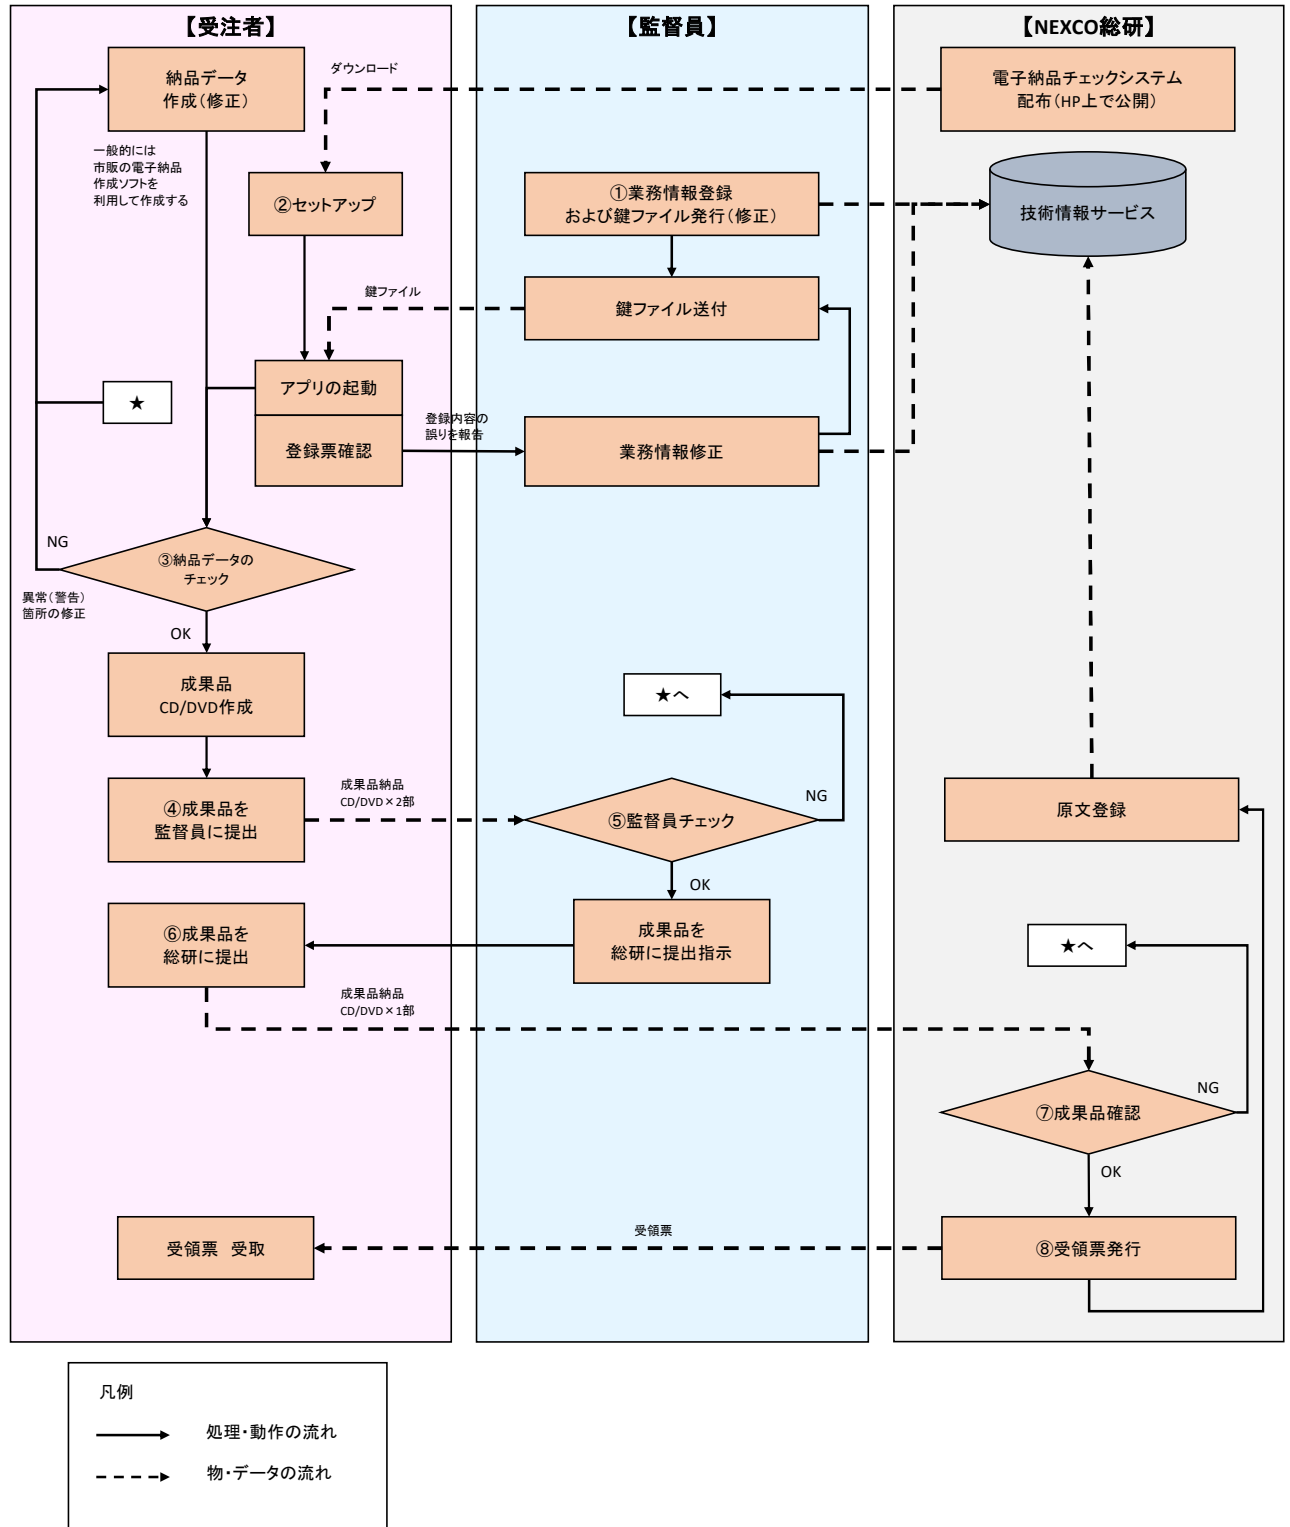 【受注者】
【監督員】
【NEXCO総研】
納品データ
作成(修正)
ダウンロード
電子納品チェックシステム
配布(HP上で公開)
一般的には
市販の電子納品
作成ソフトを
利用して作成する
②セットアップ
①業務情報登録
および鍵ファイル発行(修正)
技術情報サービス
鍵ファイル
鍵ファイル送付
アプリの起動
★
登録票確認
登録内容の
誤りを報告
業務情報修正
NG
③納品データの
チェック
異常(警告)
箇所の修正
OK
成果品
CD/DVD作成
★へ
④成果品を
監督員に提出
成果品納品
CD/DVD×2部
⑤監督員チェック
NG
原文登録
OK
⑥成果品を
総研に提出
成果品を
総研に提出指示
★へ
成果品納品
CD/DVD×1部
⑦成果品確認
NG
OK
受領票 受取
受領票
⑧受領票発行
凡例
処理・動作の流れ
物・データの流れ